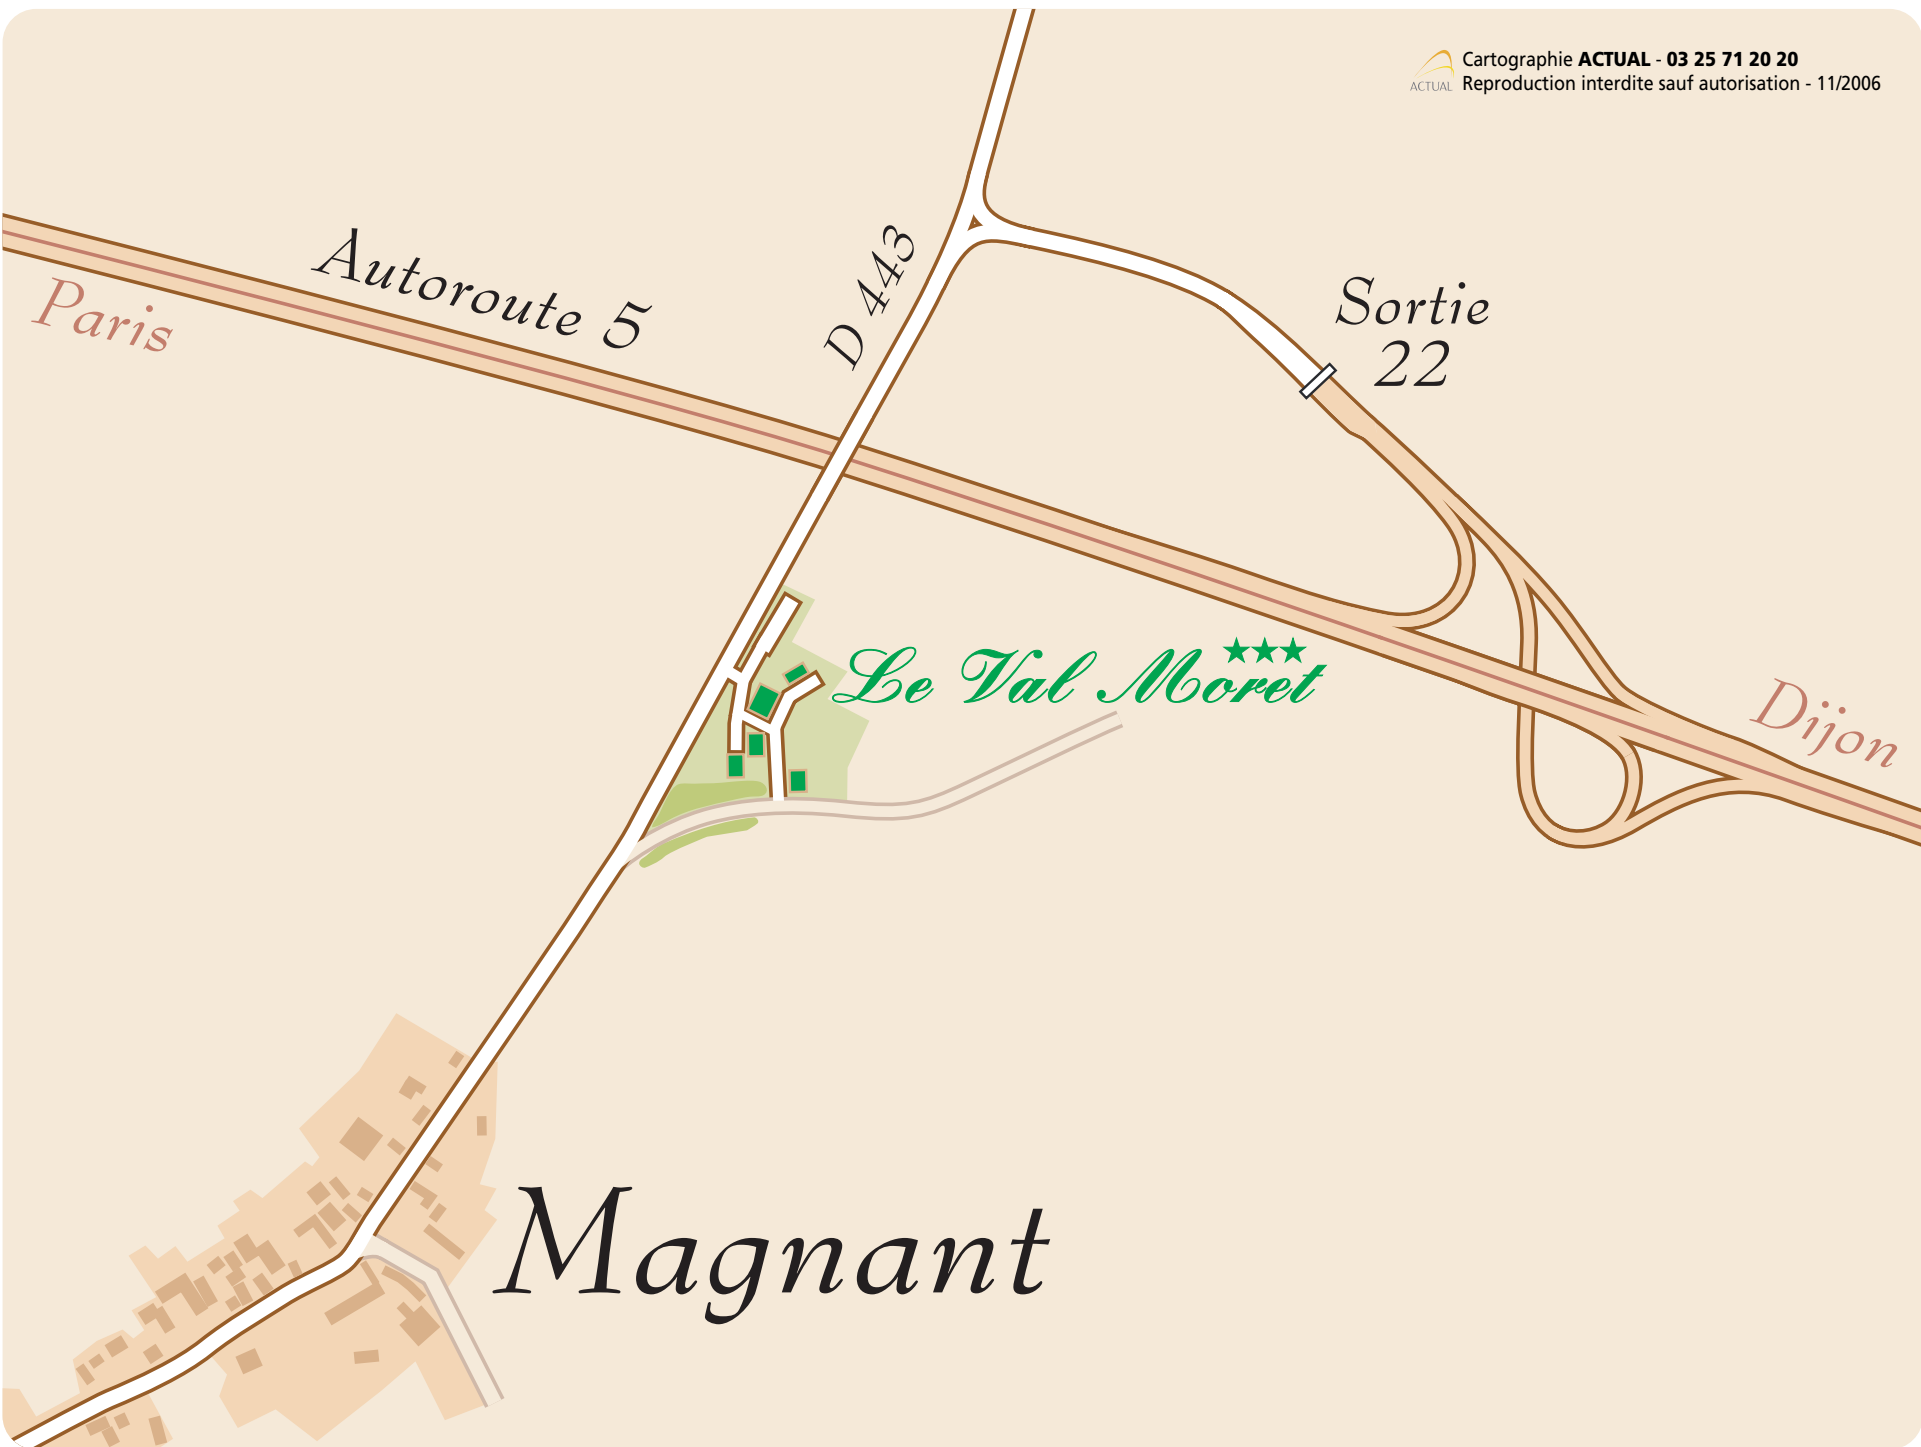 Cartographie ACTUAL - 03 25 71 20 20
ACTUAL
Reproduction interdite sauf autorisation - 11/2006
Autoroute 5
Paris
D 443
Sortie
22
Le Val Moret
Dijon
Magnant